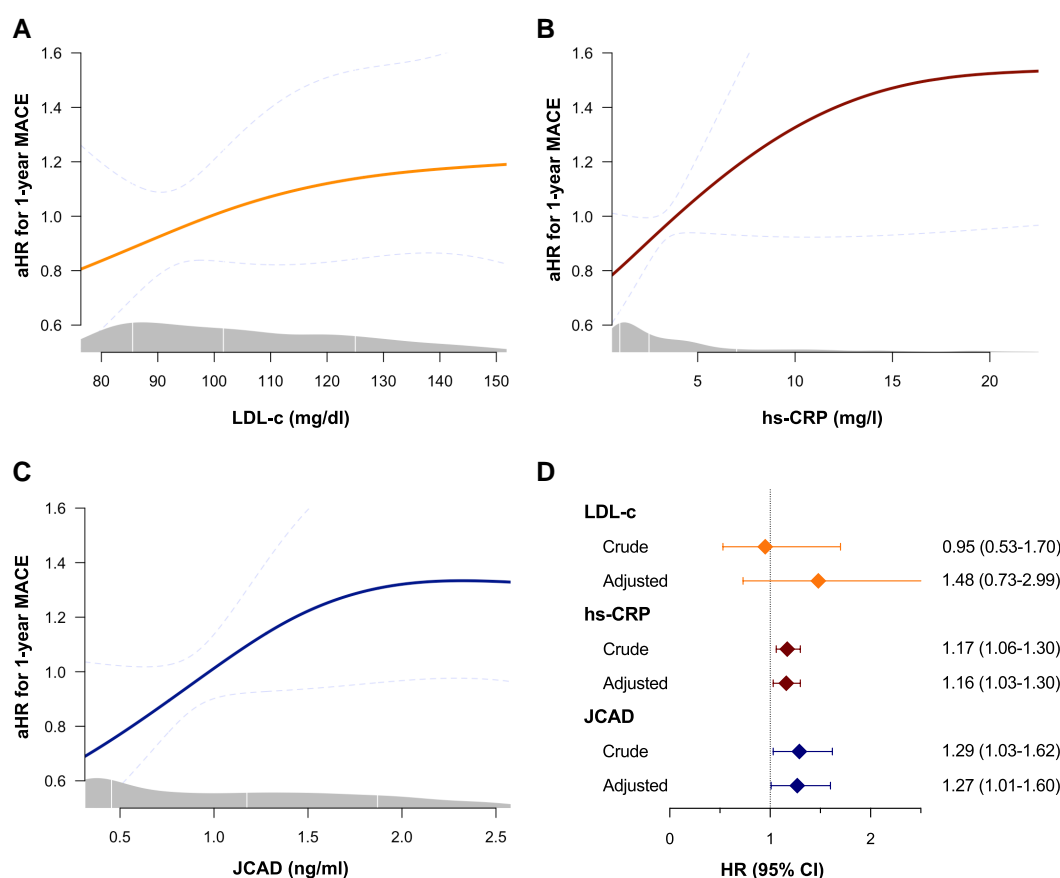 A
aHR for 1-year MACE
1.6
1.4
1.2
1.0
0.8
0.6
80 90 100 110 120 130 140 150
LDL-c (mg/dl)
B
aHR for 1-year MACE
1.6
1.4
1.2
1.0
0.8
0.6
5 10 15 20
hs-CRP (mg/l)
C
aHR for 1-year MACE
1.6
1.4
1.2
1.0
0.8
0.6
0.5 1.0 1.5 2.0 2.5
JCAD (ng/ml)
D
LDL-c
Crude 0.95 (0.53-1.70)
Adjusted 1.48 (0.73-2.99)
hs-CRP
Crude 1.17 (1.06-1.30)
Adjusted 1.16 (1.03-1.30)
JCAD
Crude 1.29 (1.03-1.62)
Adjusted 1.27 (1.01-1.60)
0 1 2
HR (95% CI)